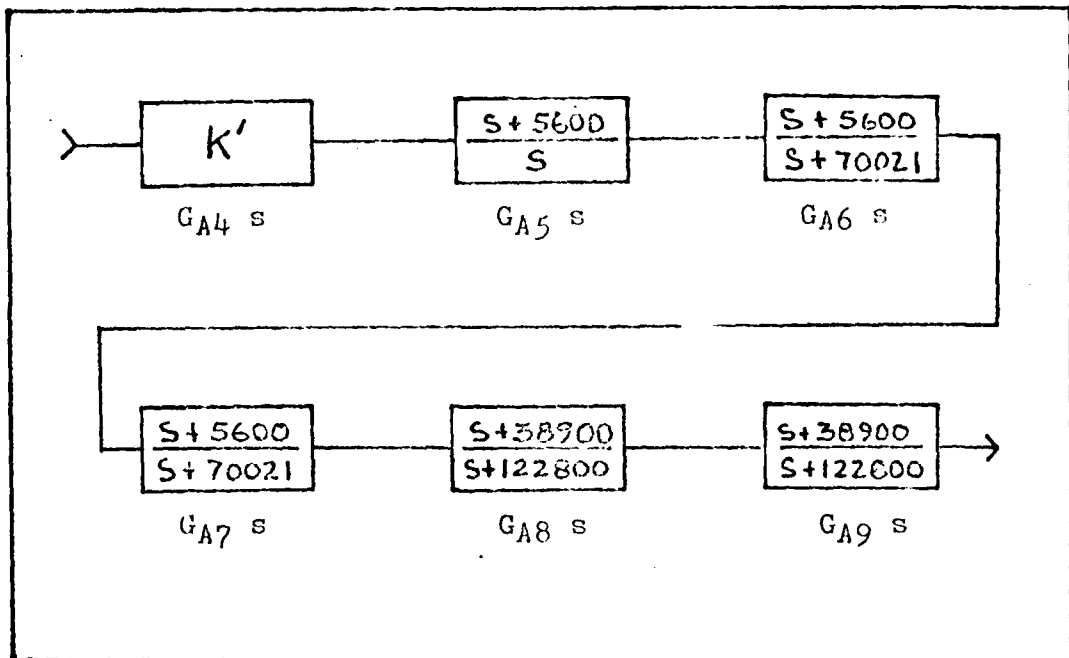 K'
S + 5600
S
S + 5600
S + 70021
GA4 s
GA5 s
GA6 s
S + 5600
S + 70021
S+38900
S+122800
S+38900
S+122800
GA7 s
GA8 s
GA9 s